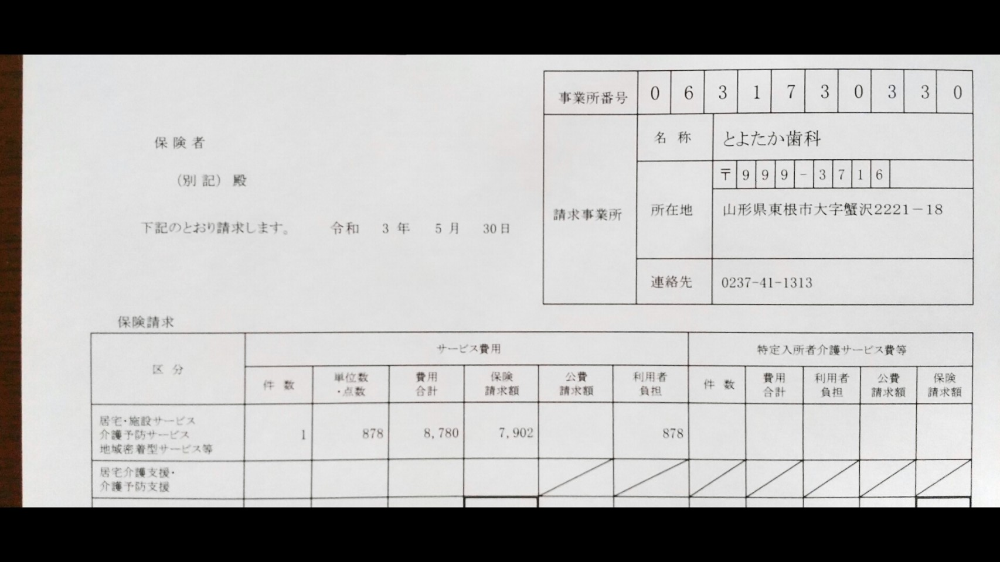 事業所番号 0 6 3 1 7 3 0 3 3 0
保険者
(別記) 殿
下記のとおり請求します。 令和 3 年 5 月 30日
請求事業所
名 称 とよたか歯科
所在地 〒 9 9 9 - 3 7 1 6
山形県東根市大字蟹沢2221-18
連絡先 0237-41-1313
保険請求
区 分 サービス費用 特定入所者介護サービス費等
件 数 単位数・点数 費用合計 保険請求額 公費請求額 利用者負担 件 数 費用合計 利用者負担 公費請求額 保険請求額
居宅・施設サービス
介護予防サービス 1 878 8,780 7,902 878
地域密着型サービス等
居宅介護支援・
介護予防支援